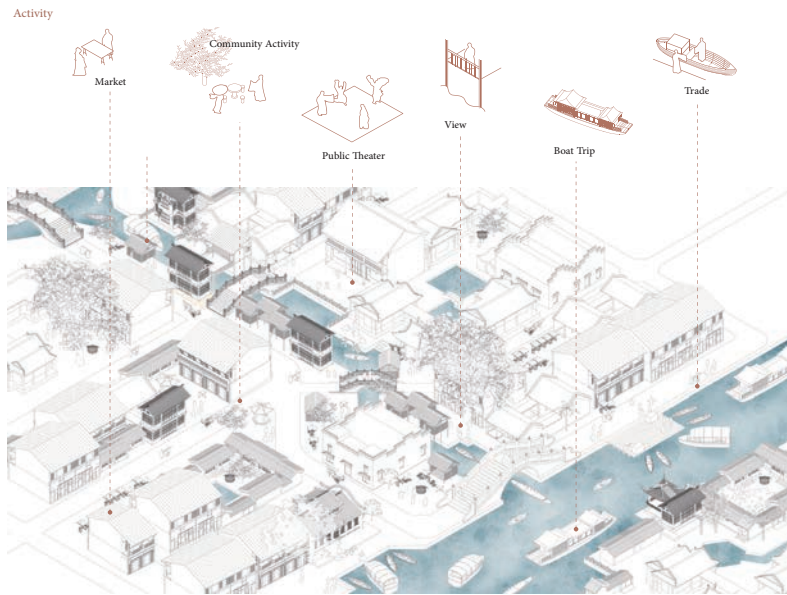 Activity
Community Activity
Market
Trade
View
Public Theater
Boat Trip